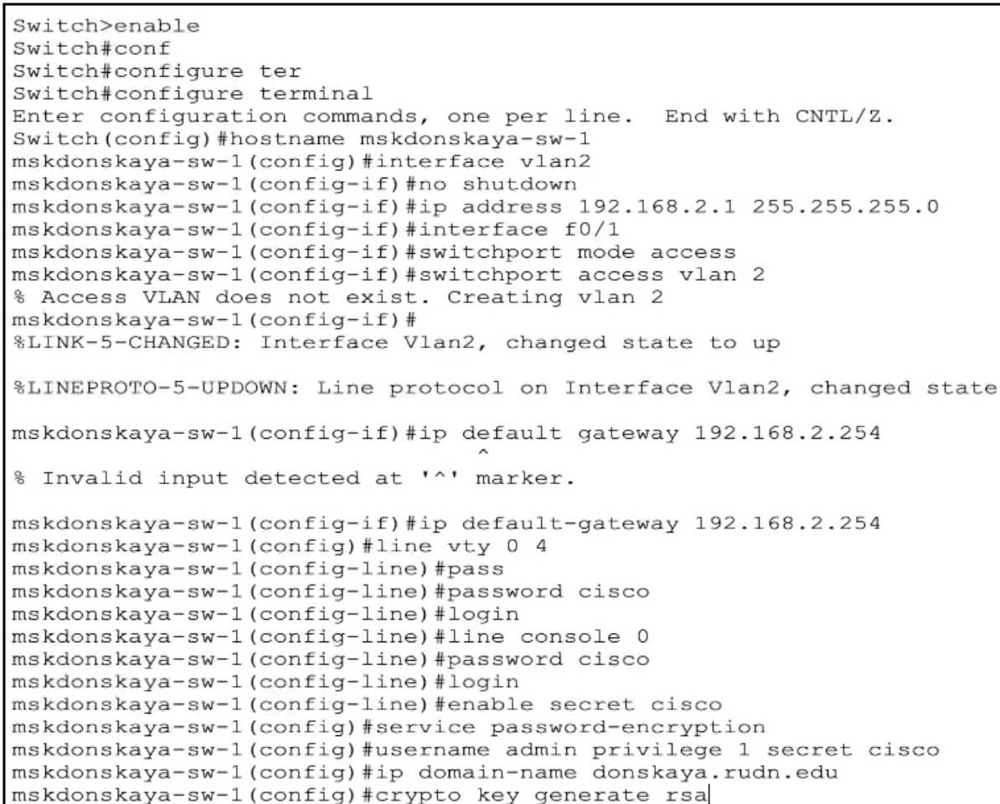 Switch>enable
Switch#conf
Switch#configure ter
Switch#configure terminal
Enter configuration commands, one per line.  End with CNTL/Z.
Switch(config)#hostname mskdonskaya-sw-1
mskdonskaya-sw-1(config)#interface vlan2
mskdonskaya-sw-1(config-if)#no shutdown
mskdonskaya-sw-1(config-if)#ip address 192.168.2.1 255.255.255.0
mskdonskaya-sw-1(config-if)#interface f0/1
mskdonskaya-sw-1(config-if)#switchport mode access
mskdonskaya-sw-1(config-if)#switchport access vlan 2
% Access VLAN does not exist. Creating vlan 2
mskdonskaya-sw-1(config-if)#
%LINK-5-CHANGED: Interface Vlan2, changed state to up
%LINEPROTO-5-UPDOWN: Line protocol on Interface Vlan2, changed state
mskdonskaya-sw-1(config-if)#ip default gateway 192.168.2.254
^
% Invalid input detected at '^' marker.
mskdonskaya-sw-1(config-if)#ip default-gateway 192.168.2.254
mskdonskaya-sw-1(config)#line vty 0 4
mskdonskaya-sw-1(config-line)#pass
mskdonskaya-sw-1(config-line)#password cisco
mskdonskaya-sw-1(config-line)#login
mskdonskaya-sw-1(config-line)#line console 0
mskdonskaya-sw-1(config-line)#password cisco
mskdonskaya-sw-1(config-line)#login
mskdonskaya-sw-1(config-line)#enable secret cisco
mskdonskaya-sw-1(config)#service password-encryption
mskdonskaya-sw-1(config)#username admin privilege 1 secret cisco
mskdonskaya-sw-1(config)#ip domain-name donskaya.rudn.edu
mskdonskaya-sw-1(config)#crypto key generate rsa